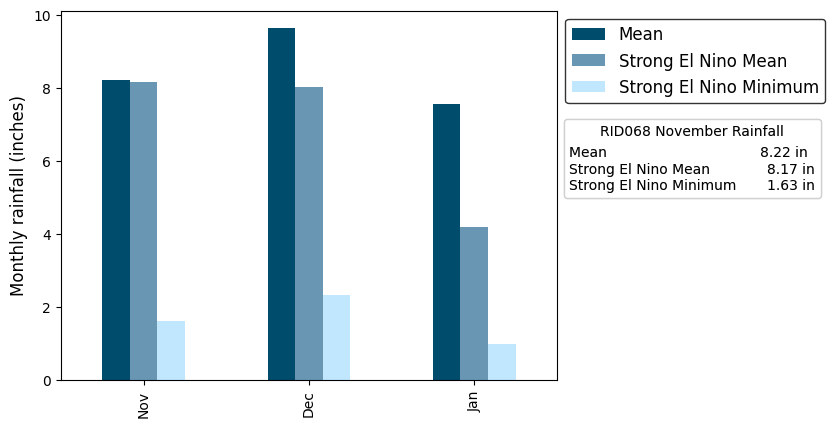 10
8
6
4
2
0
Monthly rainfall (inches)
Nov
Dec
Jan
Mean
Strong El Nino Mean
Strong El Nino Minimum
RID068 November Rainfall
Mean 8.22 in
Strong El Nino Mean 8.17 in
Strong El Nino Minimum 1.63 in